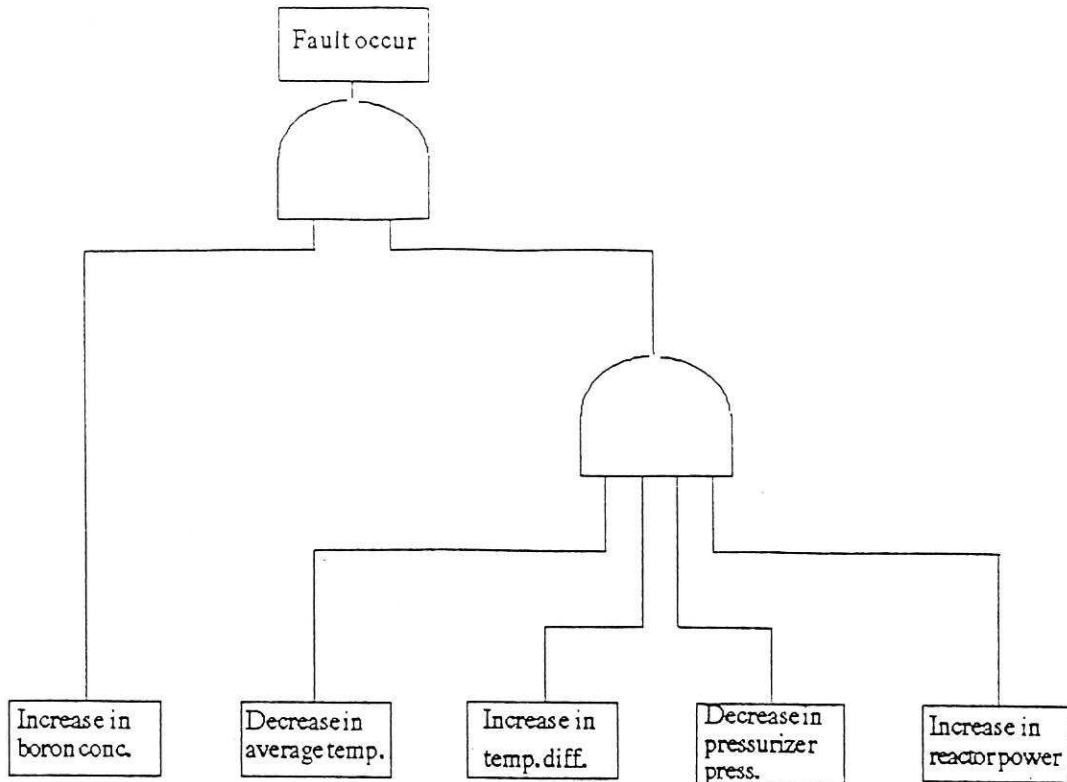 Fault occur
Increase in
boron conc.
Decrease in
average temp.
Increase in
temp. diff.
Decrease in
pressurizer
press.
Increase in
reactor power